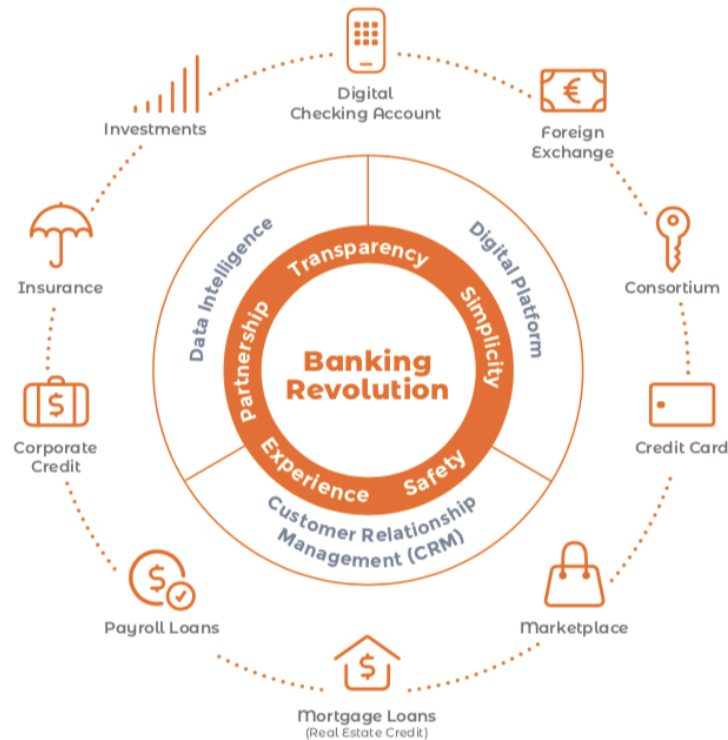 Digital
Checking Account
Foreign
Exchange
Consortium
Credit Card
Marketplace
Mortgage Loans
(Real Estate Credit)
Payroll Loans
Corporate
Credit
Insurance
Investments
Data Intelligence
Digital Platform
Customer Relationship
Management (CRM)
Transparency
Simplicity
Safety
Experience
Partnership
Banking
Revolution